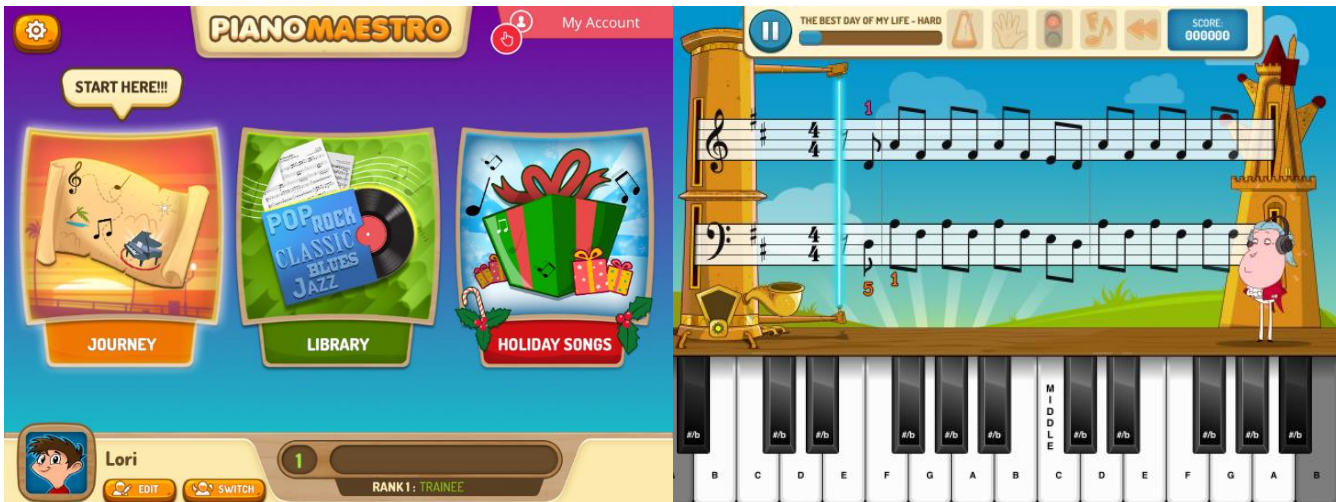 PIANOMAESTRO
My Account
START HERE!!!
POP ROCK
CLASSIC
BLUES
JAZZ
JOURNEY
LIBRARY
HOLIDAY SONGS
Lori
EDIT
SWITCH
1
RANK 1: TRAINEE
THE BEST DAY OF MY LIFE - HARD
SCORE:
000000
1
4
4
4
4
5
1
MIDDLE
#/b #/b #/b #/b #/b #/b #/b #/b #/b #/b #/b
B C D E F G A B C D E F G A B